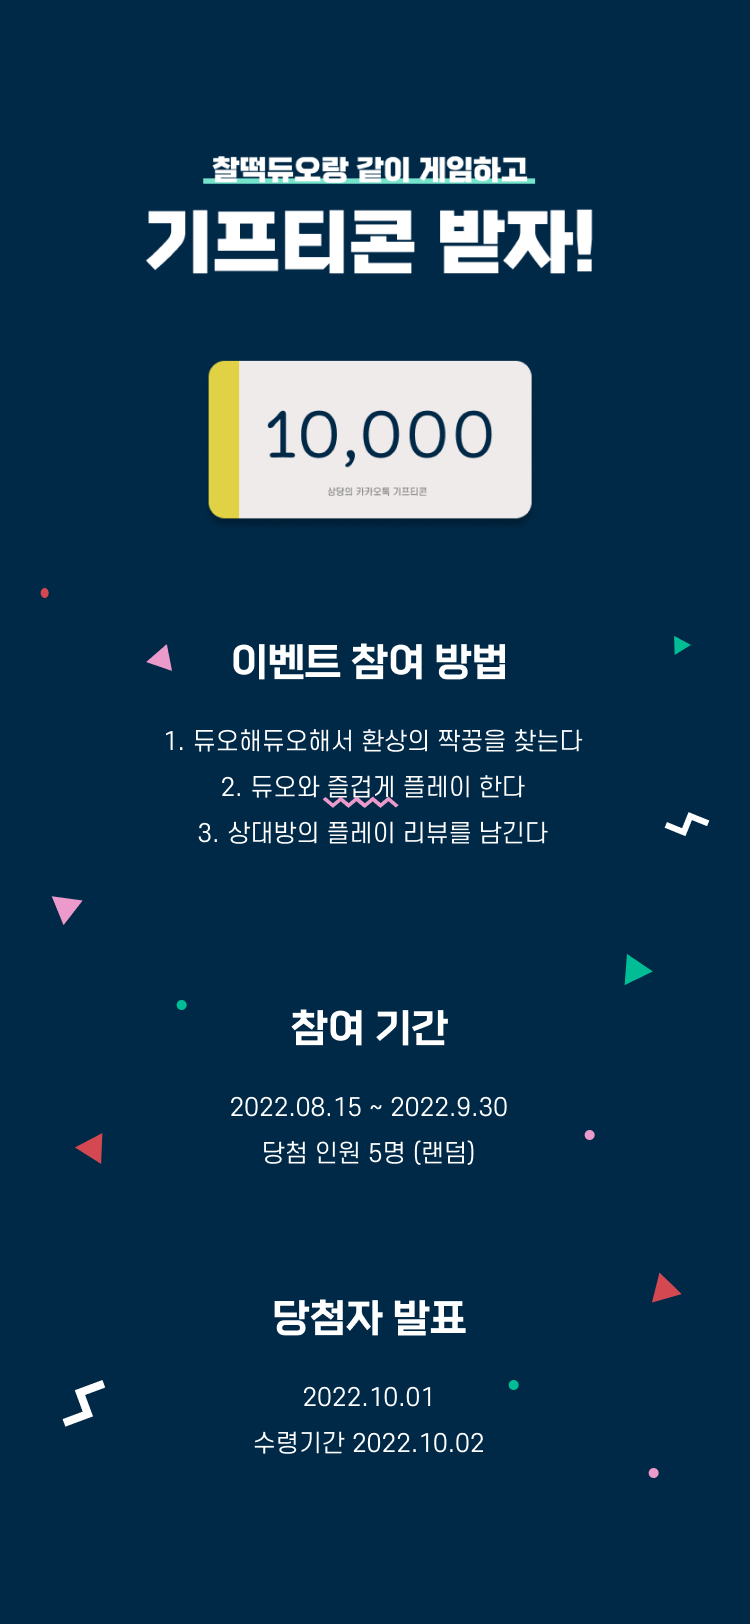 찰떡듀오랑 같이 게임하고
기프티콘 받자!
10,000
상당의 카카오톡 기프티콘
이벤트 참여 방법
1. 듀오해듀오해서 환상의 짝꿍을 찾는다
2. 듀오와 즐겁게 플레이 한다
3. 상대방의 플레이 리뷰를 남긴다
참여 기간
2022.08.15 ~ 2022.9.30
당첨 인원 5명 (랜덤)
당첨자 발표
2022.10.01
수령기간 2022.10.02